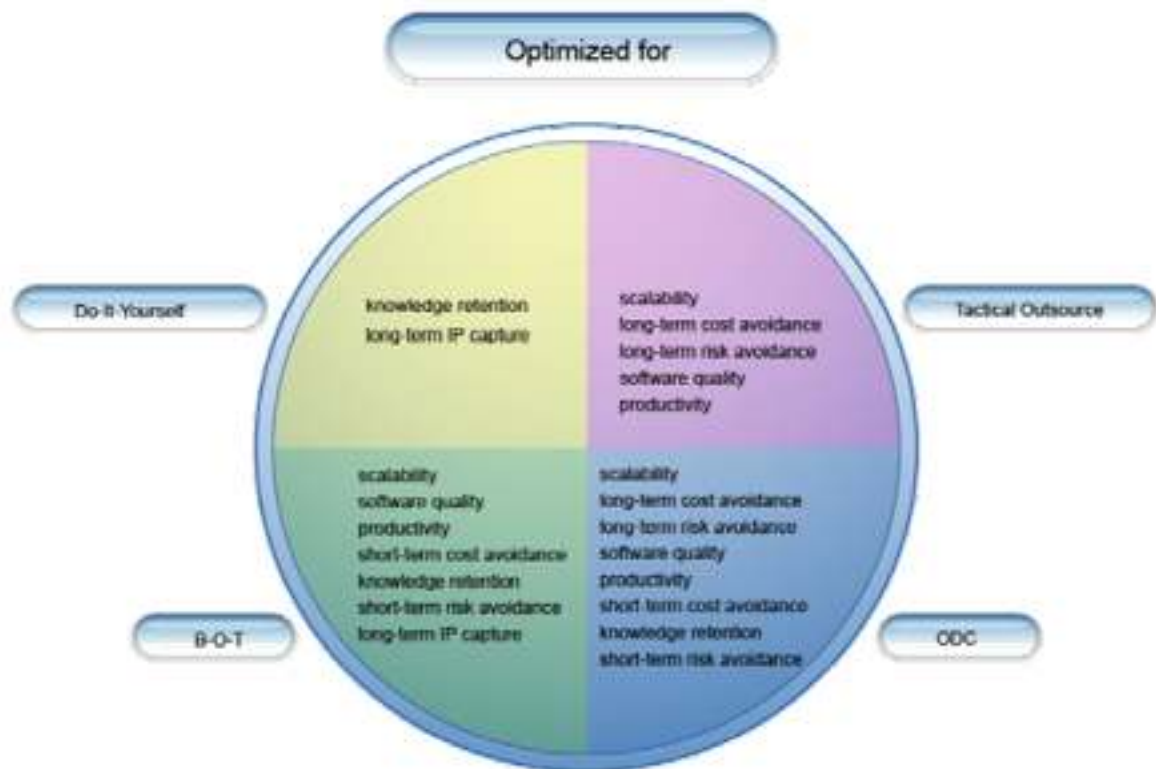 Optimized for
Do-It-Yourself
knowledge retention
long-term IP capture
scalability
long-term cost avoidance
long-term risk avoidance
software quality
productivity
Tactical Outsource
B-O-T
scalability
software quality
productivity
short-term cost avoidance
knowledge retention
short-term risk avoidance
long-term IP capture
scalability
long-term cost avoidance
long-term risk avoidance
software quality
productivity
short-term cost avoidance
knowledge retention
short-term risk avoidance
ODC